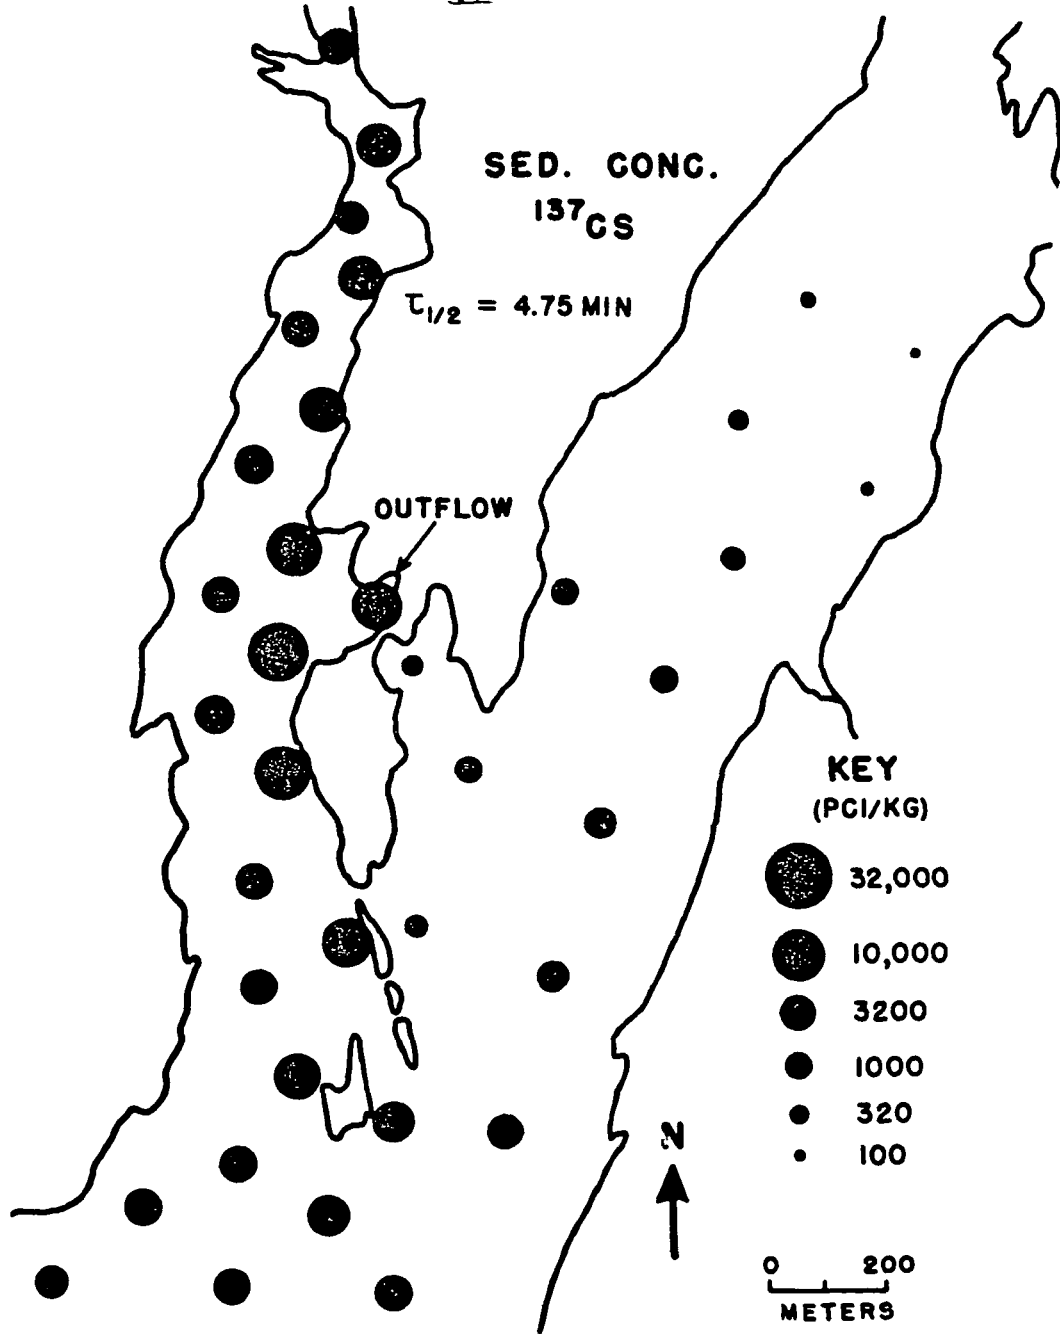 SED. CONC.
137CS
τ1/2 = 4.75 MIN
OUTFLOW
KEY
(PCI/KG)
32,000
10,000
3200
1000
320
100
N
0 200
METERS